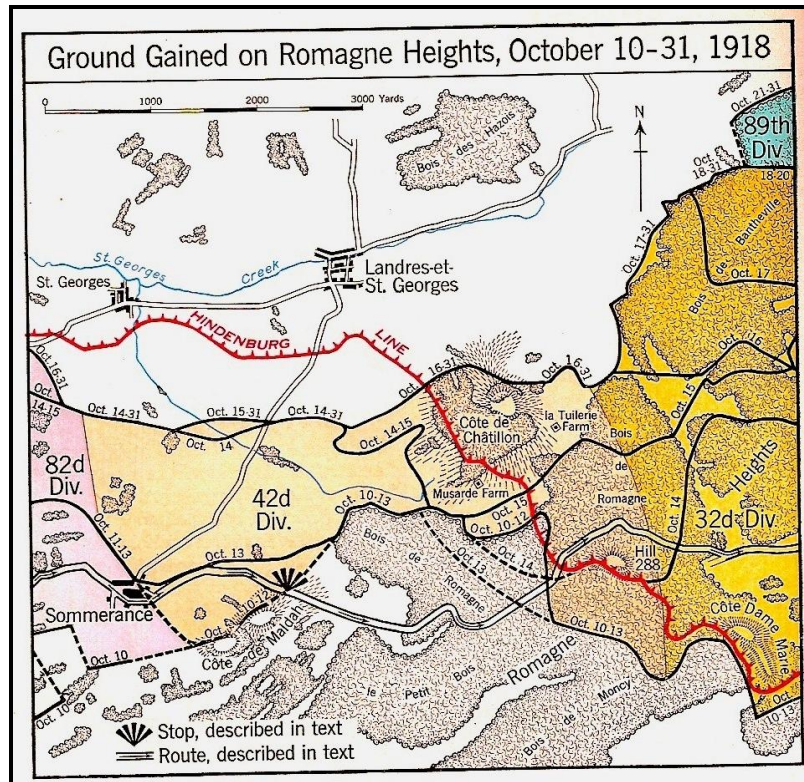 Ground Gained on Romagne Heights, October 10-31, 1918
0 1000 2000 3000 Yards
N
Oct. 21-31
89th
Div.
Oct.
18-31
18-20
Bois des Hazois
Oct. 17-31
Bois de Bantheville
Oct. 17
St. Georges Creek
St. Georges
Landres-et-
St. Georges
HINDENBURG LINE
Oct. 16-31
Oct. 16-31
Oct. 16-31
16
Oct. 15
14-15
Oct. 14-31
Oct. 15-31
Oct. 14-31
Oct. 14
Oct. 14-15
Côte de
Châtillon
la Tuilerie
Farm
Bois
de
Romagne
82d
Div.
42d
Div.
Musarde Farm
Oct. 10-13
Oct. 15
Oct. 10-12
Oct. 14
Heights
32d Div
Oct. 11-13
Oct. 13
Bois de Romagne
Oct. 13
Oct. 14
Hill
288
Sommerance
Oct. 10-12
Côte de Maldah
Oct. 10
Oct. 10
Côte Dame Marie
Oct. 10-13
le Petit Bois
Romagne
Bois de Moncy
Oct.
10-13
Stop, described in text
Route, described in text